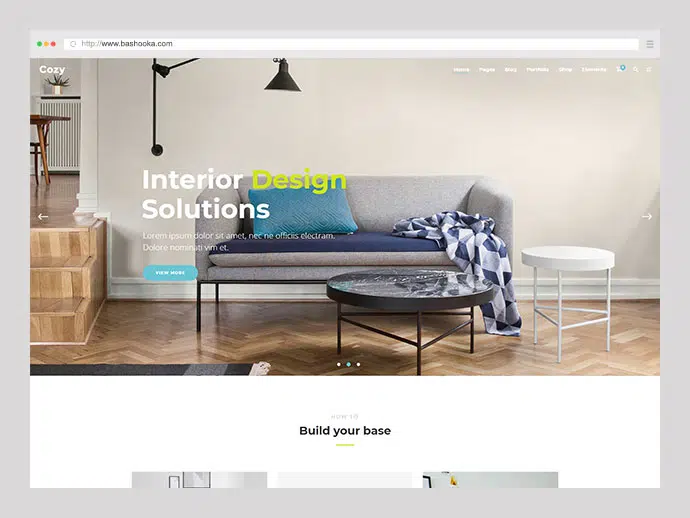 http://www.bashooka.com
Cozy
Home Pages Blog Portfolio Shop Elements
Interior Design
Solutions
Lorem ipsum dolor sit amet, nec ne officiis electram.
Dolore nominati vim et.
VIEW MORE
HOW TO
Build your base